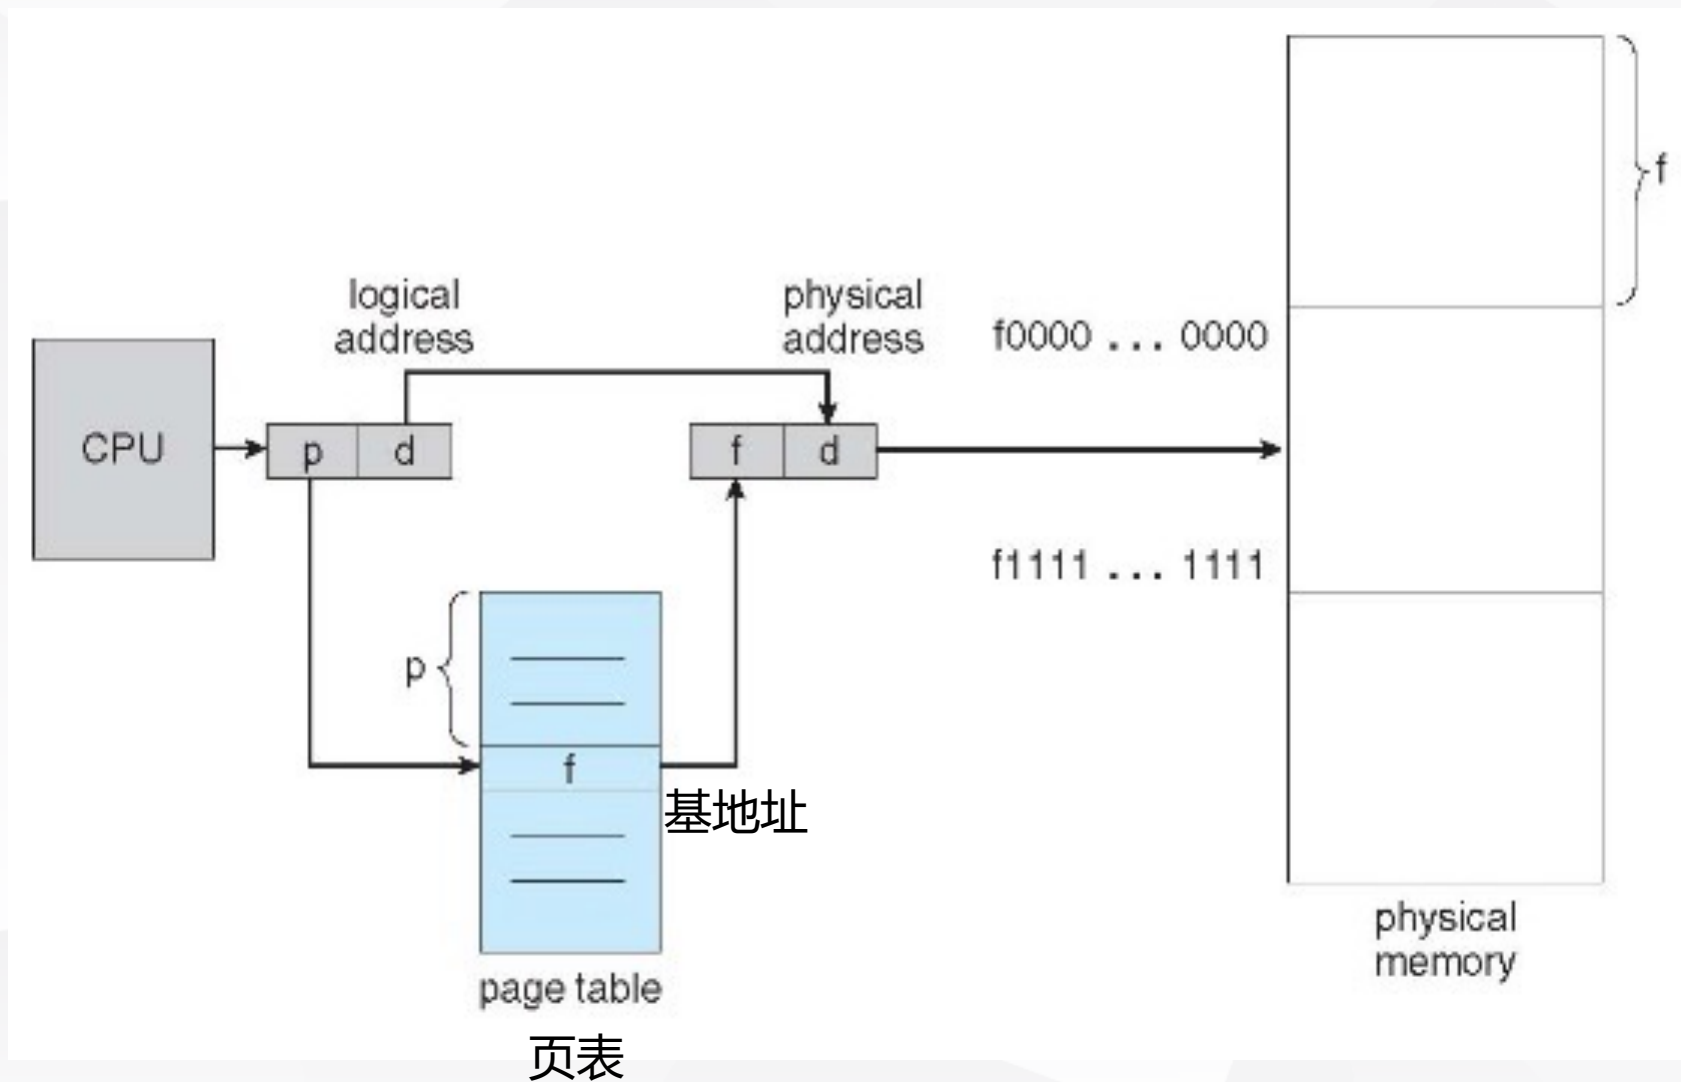 f
logical
address
physical
address
f0000 ... 0000
CPU
p
d
f
d
f1111 ... 1111
p
f
基地址
physical
memory
page table
页表